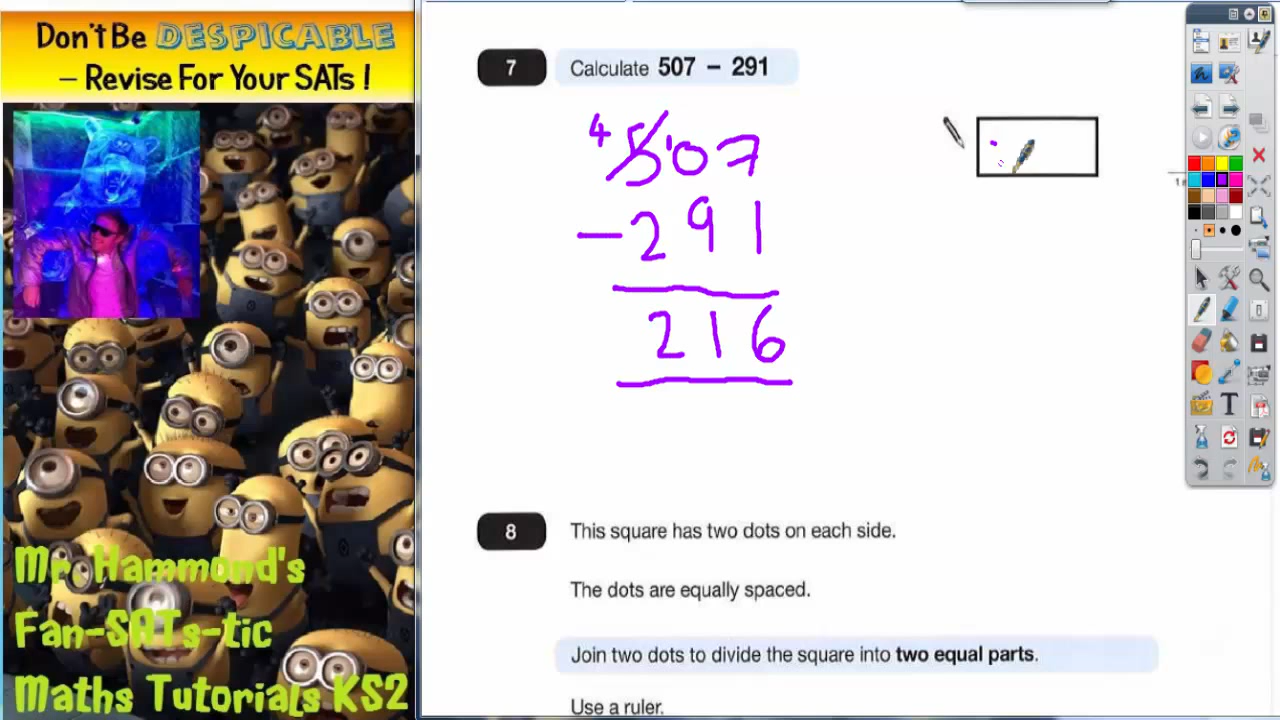 Don't Be DESPICABLE
– Revise For Your SATs !
Mr. Hammond's
Fan-SATs-tic
Maths Tutorials KS2
7 Calculate 507 – 291
4 5 1 0 7
– 2 9 1
2 1 6
8 This square has two dots on each side.
The dots are equally spaced.
Join two dots to divide the square into two equal parts.
Use a ruler.